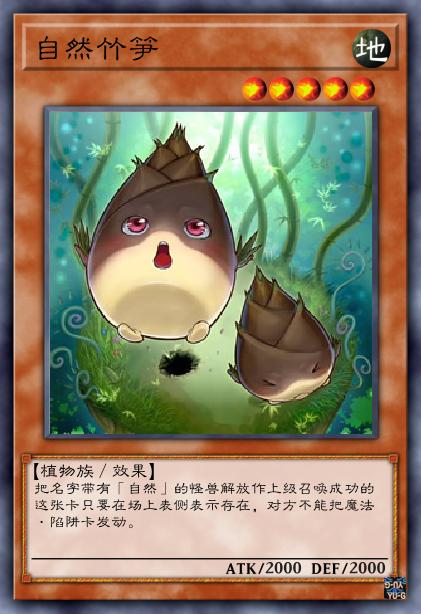 自然竹笋
地
【植物族／效果】
把名字带有「自然」的怪兽解放作上级召唤成功的
这张卡只要在场上表侧表示存在，对方不能把魔法
·陷阱卡发动。
ATK/2000 DEF/2000